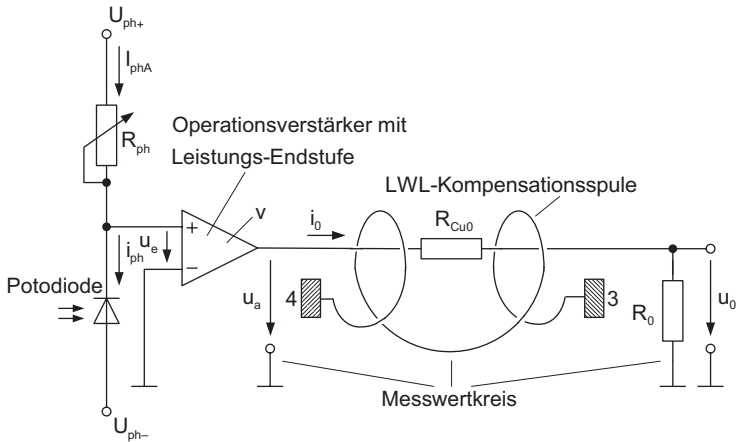 U_ph+
I_phA
R_ph
Operationsverstärker mit
Leistungs-Endstufe
v
LWL-Kompensationsspule
i_0
R_Cu0
+
−
u_e
i_ph
Potodiode
u_a
4
3
R_0
u_0
Messwertkreis
U_ph–